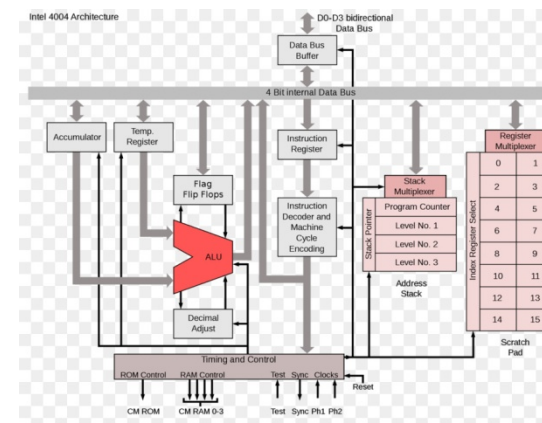 Intel 4004 Architecture
D0-D3 bidirectional
Data Bus
Data Bus
Buffer
4 Bit internal Data Bus
Accumulator
Temp.
Register
Flag
Flip Flops
ALU
Decimal
Adjust
Instruction
Register
Instruction
Decoder and
Machine
Cycle
Encoding
Stack
Multiplexer
Stack Pointer
Program Counter
Level No. 1
Level No. 2
Level No. 3
Address
Stack
Register
Multiplexer
Index Register Select
0 1
2 3
4 5
6 7
8 9
10 11
12 13
14 15
Scratch
Pad
Timing and Control
ROM Control RAM Control Test Sync Clocks
Reset
CM ROM CM RAM 0-3 Test Sync Ph1 Ph2